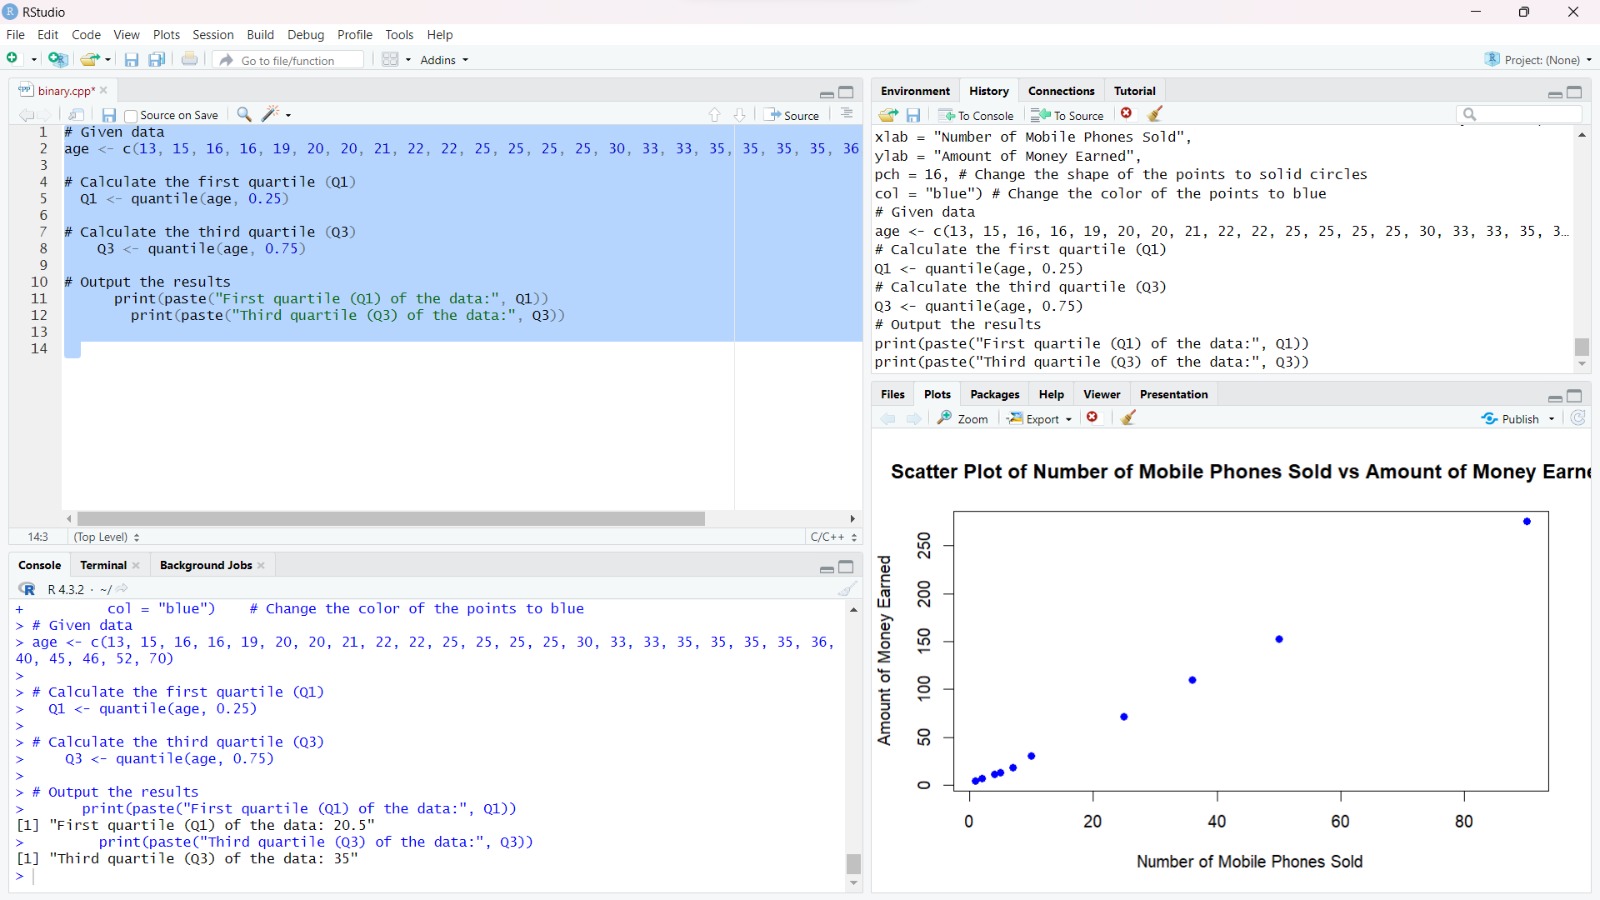 RStudio
File Edit Code View Plots Session Build Debug Profile Tools Help
Go to file/function Addins Project: (None)
binary.cpp*
Source on Save Source
1 # Given data
2 age <- c(13, 15, 16, 16, 19, 20, 20, 21, 22, 22, 25, 25, 25, 25, 30, 33, 33, 35, 35, 35, 35, 36
3
4 # Calculate the first quartile (Q1)
5 Q1 <- quantile(age, 0.25)
6
7 # Calculate the third quartile (Q3)
8 Q3 <- quantile(age, 0.75)
9
10 # Output the results
11 print(paste("First quartile (Q1) of the data:", Q1))
12 print(paste("Third quartile (Q3) of the data:", Q3))
13
14
14:3 (Top Level) C/C++
Console Terminal Background Jobs
R 4.3.2 · ~/
+ col = "blue") # Change the color of the points to blue
> # Given data
> age <- c(13, 15, 16, 16, 19, 20, 20, 21, 22, 22, 25, 25, 25, 25, 30, 33, 33, 35, 35, 35, 35, 36,
40, 45, 46, 52, 70)
>
> # Calculate the first quartile (Q1)
> Q1 <- quantile(age, 0.25)
>
> # Calculate the third quartile (Q3)
> Q3 <- quantile(age, 0.75)
>
> # Output the results
> print(paste("First quartile (Q1) of the data:", Q1))
[1] "First quartile (Q1) of the data: 20.5"
> print(paste("Third quartile (Q3) of the data:", Q3))
[1] "Third quartile (Q3) of the data: 35"
>
Environment History Connections Tutorial
To Console To Source
xlab = "Number of Mobile Phones Sold",
ylab = "Amount of Money Earned",
pch = 16, # Change the shape of the points to solid circles
col = "blue") # Change the color of the points to blue
# Given data
age <- c(13, 15, 16, 16, 19, 20, 20, 21, 22, 22, 25, 25, 25, 25, 30, 33, 33, 35, 3...
# Calculate the first quartile (Q1)
Q1 <- quantile(age, 0.25)
# Calculate the third quartile (Q3)
Q3 <- quantile(age, 0.75)
# Output the results
print(paste("First quartile (Q1) of the data:", Q1))
print(paste("Third quartile (Q3) of the data:", Q3))
Files Plots Packages Help Viewer Presentation
Zoom Export Publish
Scatter Plot of Number of Mobile Phones Sold vs Amount of Money Earne
Amount of Money Earned
250
200
150
100
50
0
0 20 40 60 80
Number of Mobile Phones Sold